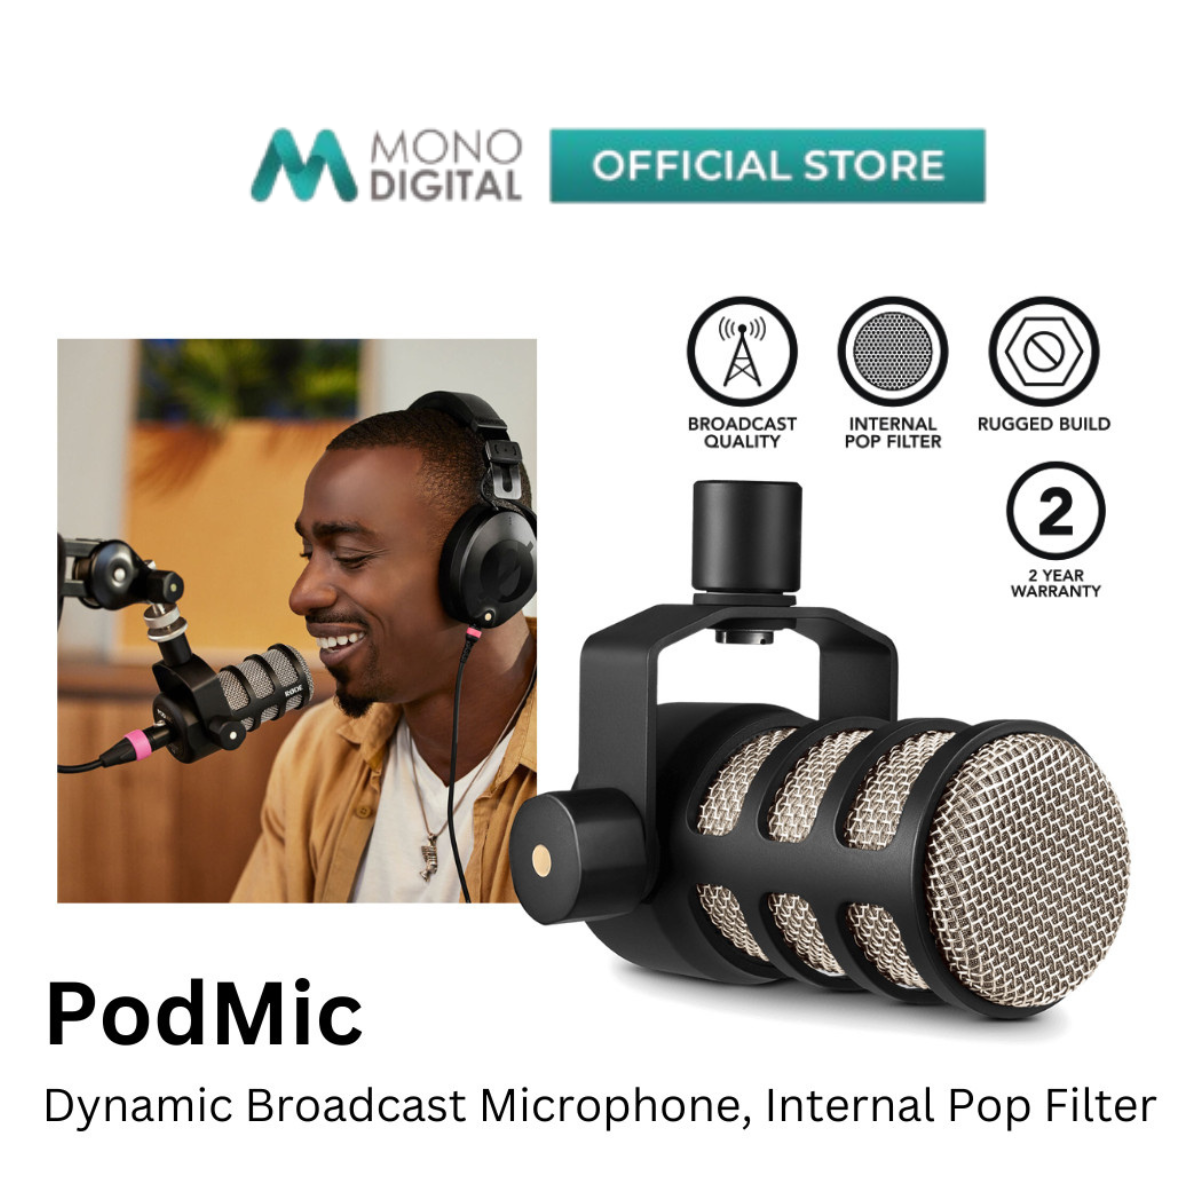 MONO
DIGITAL
OFFICIAL STORE
BROADCAST
QUALITY
INTERNAL
POP FILTER
RUGGED BUILD
2
2 YEAR
WARRANTY
RØDE
PodMic
Dynamic Broadcast Microphone, Internal Pop Filter